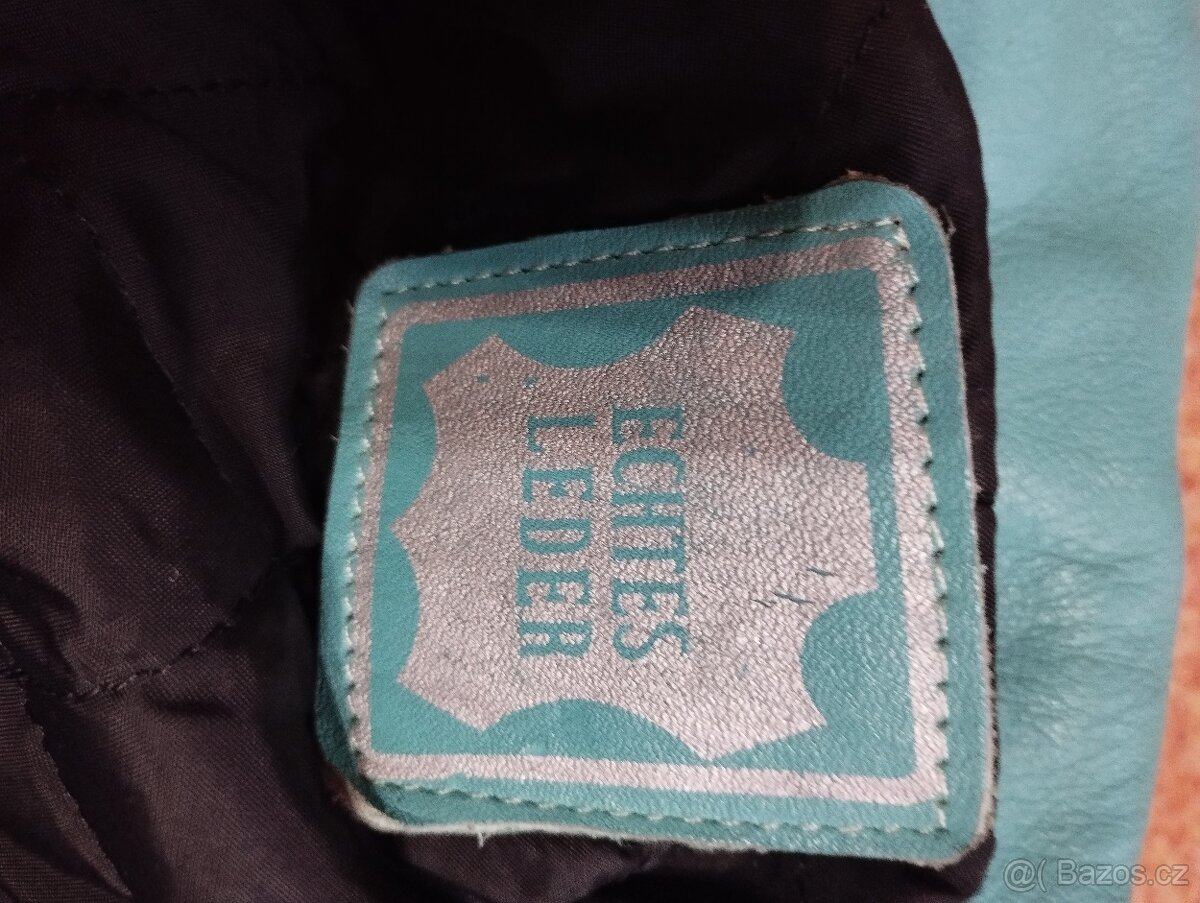 ECHTES
LEDER
@( Bazos.cz